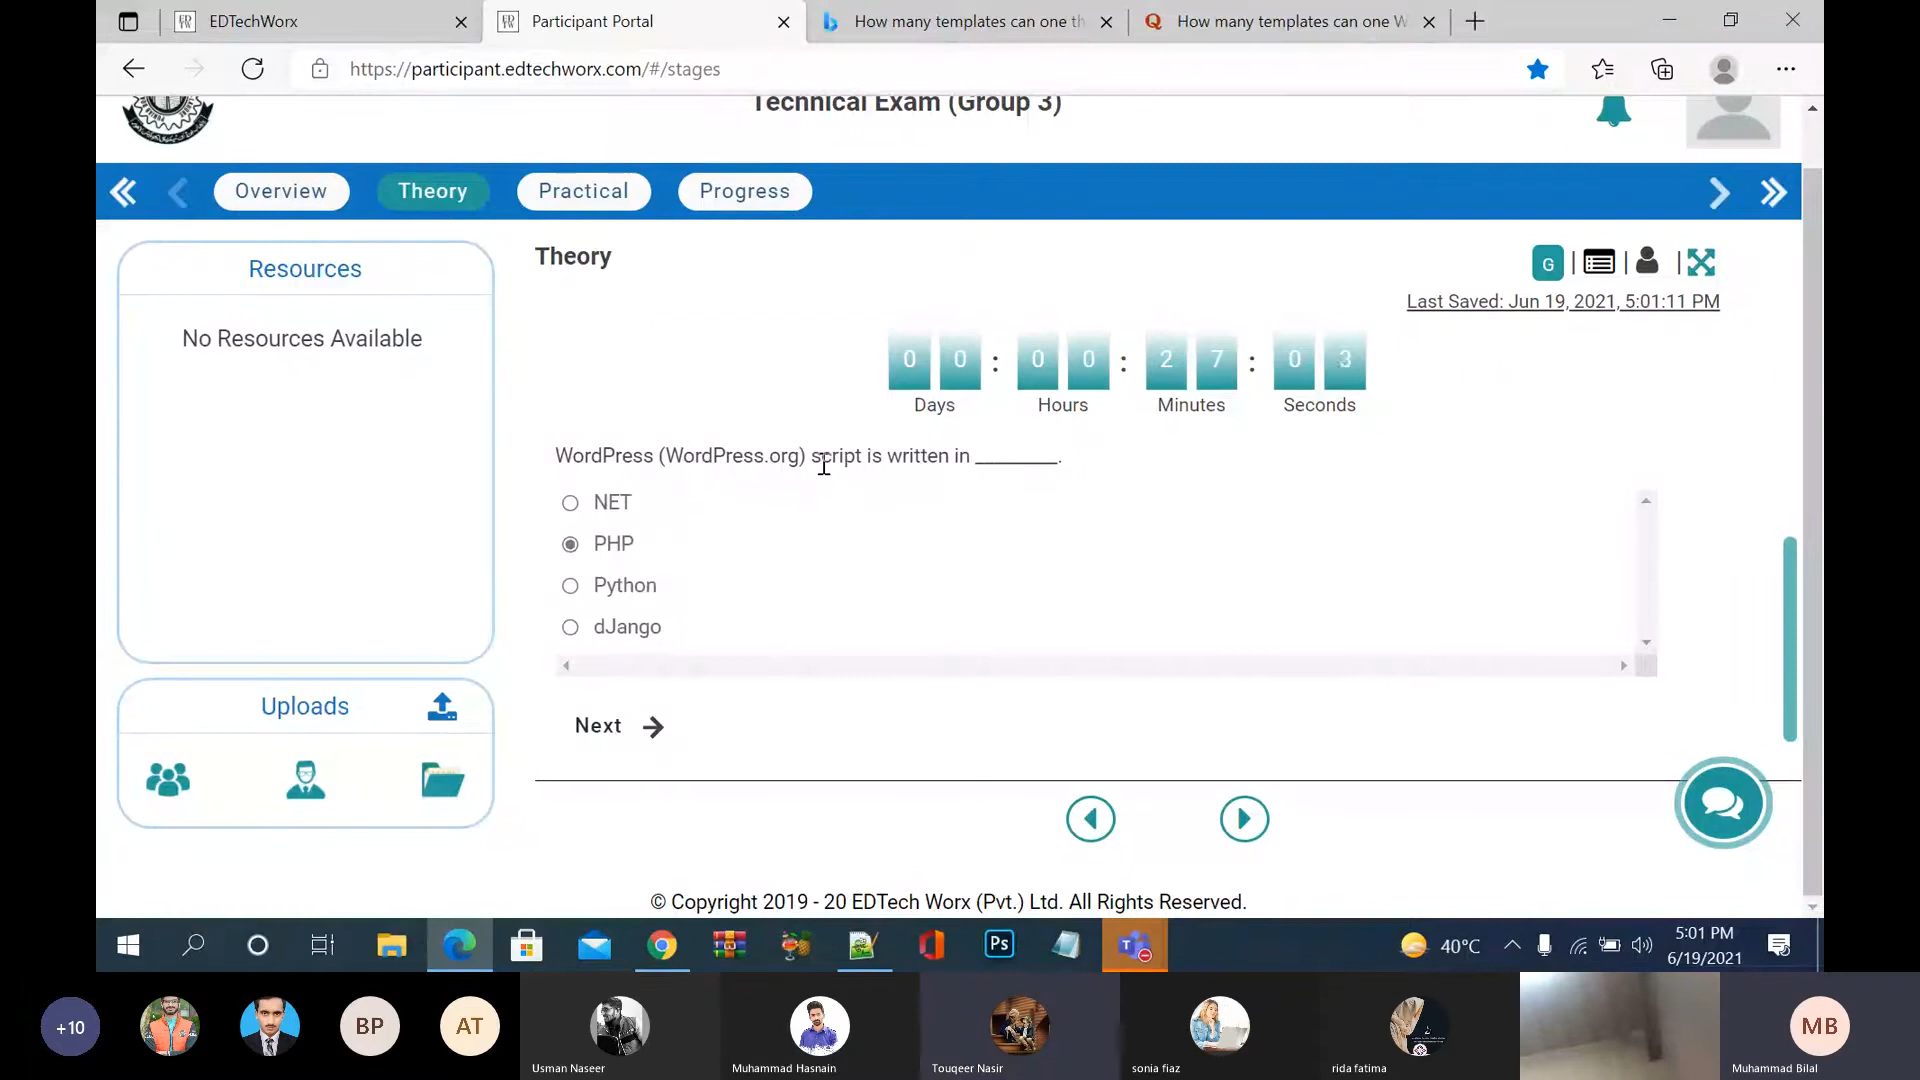 EDTechWorx
Participant Portal
How many templates can one th
How many templates can one W
https://participant.edtechworx.com/#/stages
Technical Exam (Group 3)
Overview
Theory
Practical
Progress
Resources
No Resources Available
Uploads
Theory
G
Last Saved: Jun 19, 2021, 5:01:11 PM
0 0 : 0 0 : 2 7 : 0 3
Days Hours Minutes Seconds
WordPress (WordPress.org) script is written in _________.
NET
PHP
Python
dJango
Next
© Copyright 2019 - 20 EDTech Worx (Pvt.) Ltd. All Rights Reserved.
Ps
T
40°C
5:01 PM
6/19/2021
+10
BP
AT
MB
Usman Naseer
Muhammad Hasnain
Touqeer Nasir
sonia fiaz
rida fatima
Muhammad Bilal